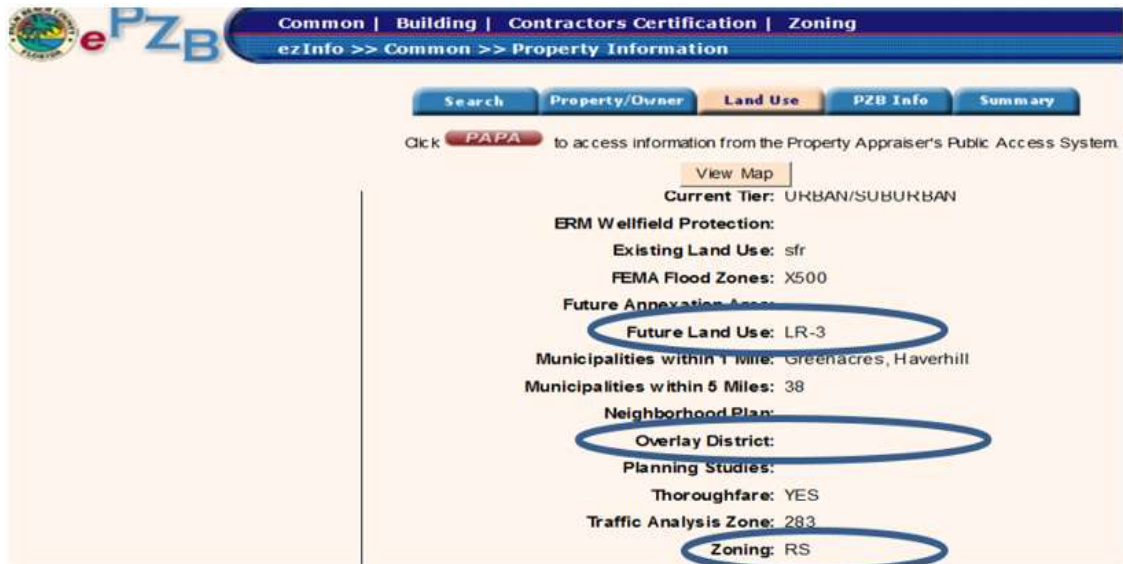 ePZB
Common | Building | Contractors Certification | Zoning
ezInfo >> Common >> Property Information
Search Property/Owner Land Use PZB Info Summary
Click PAPA to access information from the Property Appraiser's Public Access System.
View Map
Current Tier: URBAN/SUBURBAN
ERM Wellfield Protection:
Existing Land Use: sfr
FEMA Flood Zones: X500
Future Annexation Area:
Future Land Use: LR-3
Municipalities within 1 Mile: Greenacres, Haverhill
Municipalities within 5 Miles: 38
Neighborhood Plan:
Overlay District:
Planning Studies:
Thoroughfare: YES
Traffic Analysis Zone: 283
Zoning: RS